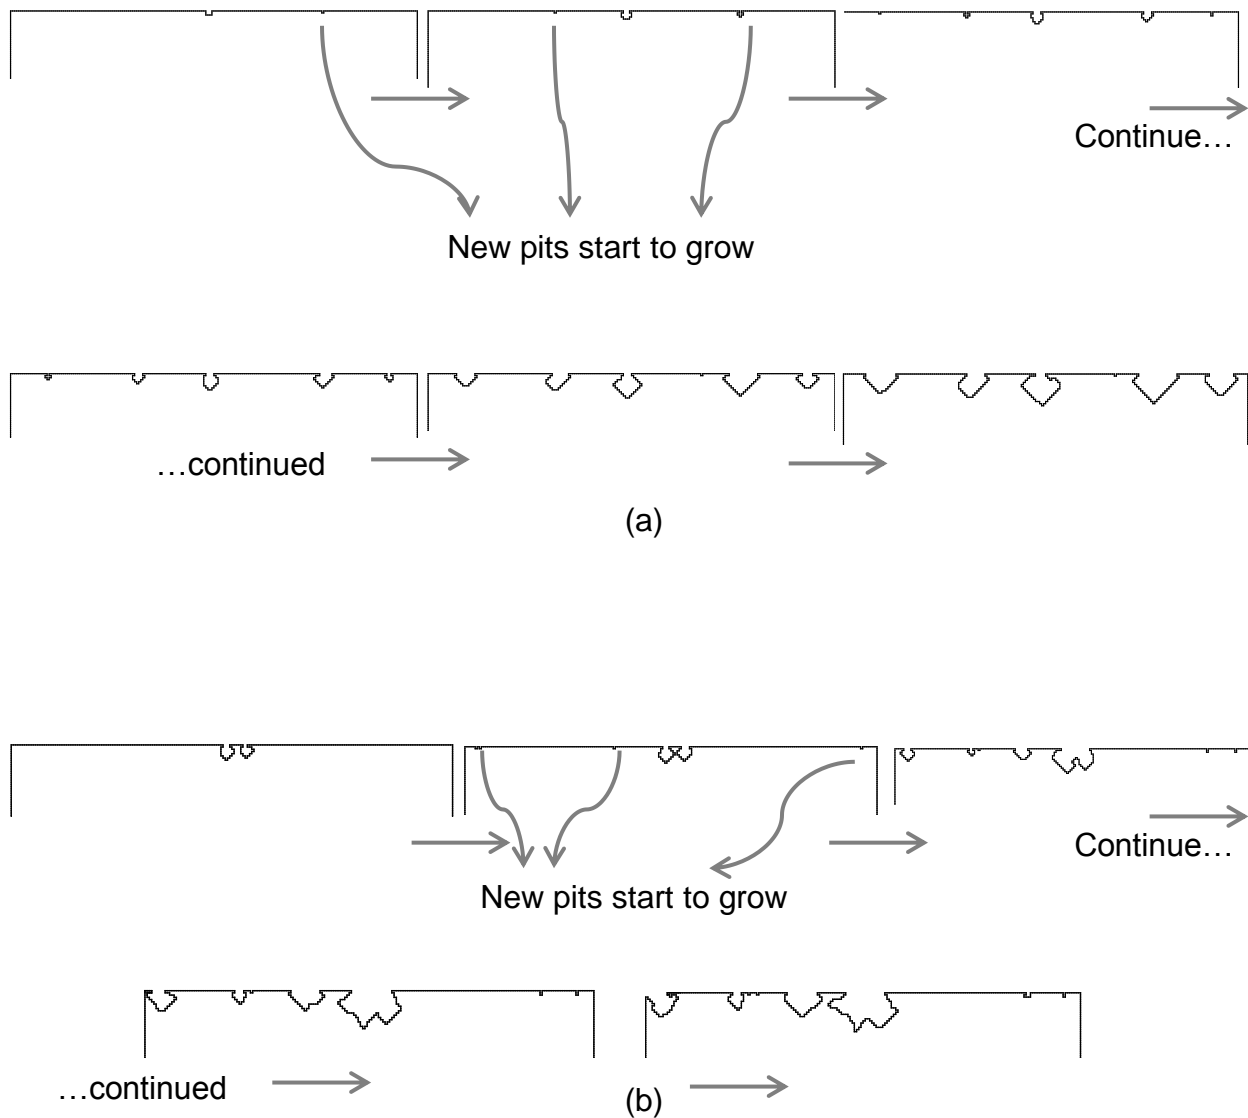 Continue…
New pits start to grow
…continued
(a)
Continue…
New pits start to grow
…continued
(b)